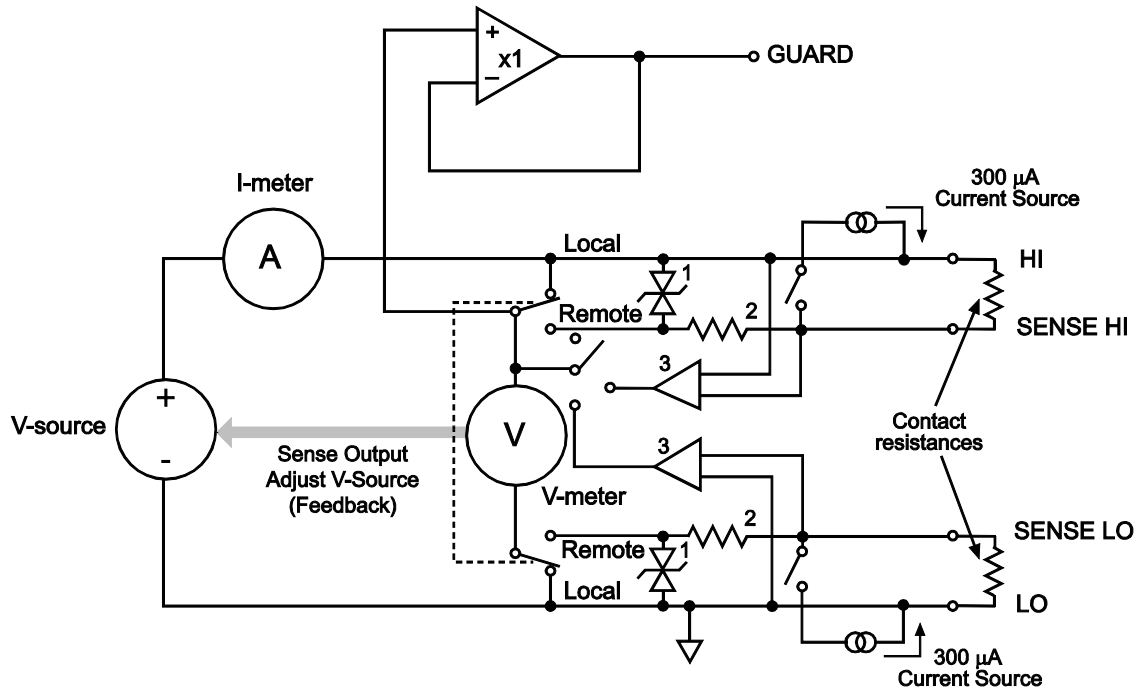 +
x1
–
GUARD
I-meter
A
300 µA
Current Source
Local
HI
1
Remote
2
SENSE HI
3
V-source
+
-
V
Sense Output
Adjust V-Source
(Feedback)
Contact
resistances
3
V-meter
2
SENSE LO
Remote
1
Local
LO
300 µA
Current Source